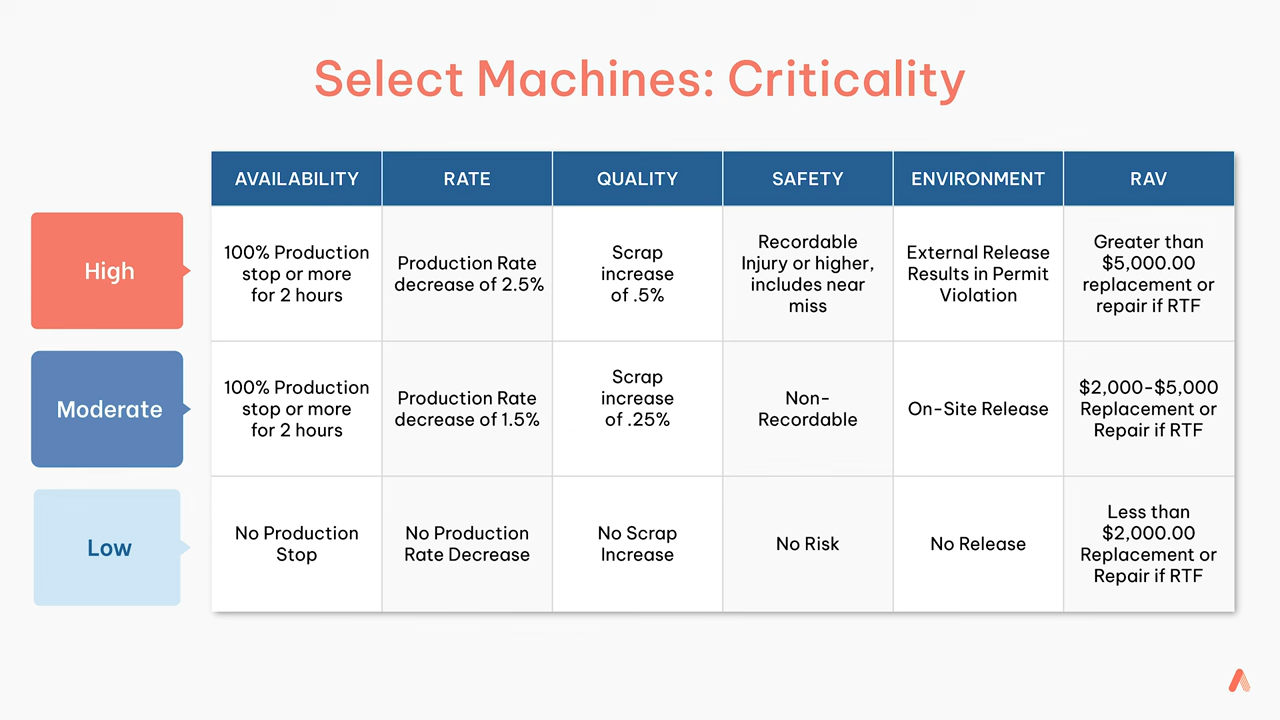 Select Machines: Criticality
AVAILABILITY
RATE
QUALITY
SAFETY
ENVIRONMENT
RAV
High
100% Production
stop or more
for 2 hours
Production Rate
decrease of 2.5%
Scrap
increase
of .5%
Recordable
Injury or higher,
includes near
miss
External Release
Results in Permit
Violation
Greater than
$5,000.00
replacement or
repair if RTF
Moderate
100% Production
stop or more
for 2 hours
Production Rate
decrease of 1.5%
Scrap
increase
of .25%
Non-
Recordable
On-Site Release
$2,000-$5,000
Replacement or
Repair if RTF
Low
No Production
Stop
No Production
Rate Decrease
No Scrap
Increase
No Risk
No Release
Less than
$2,000.00
Replacement or
Repair if RTF